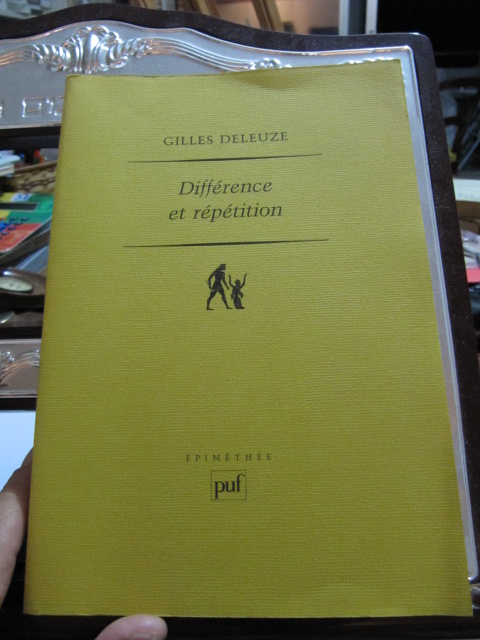 GILLES DELEUZE
Différence
et répétition
ÉPIMÉTHÉE
puf